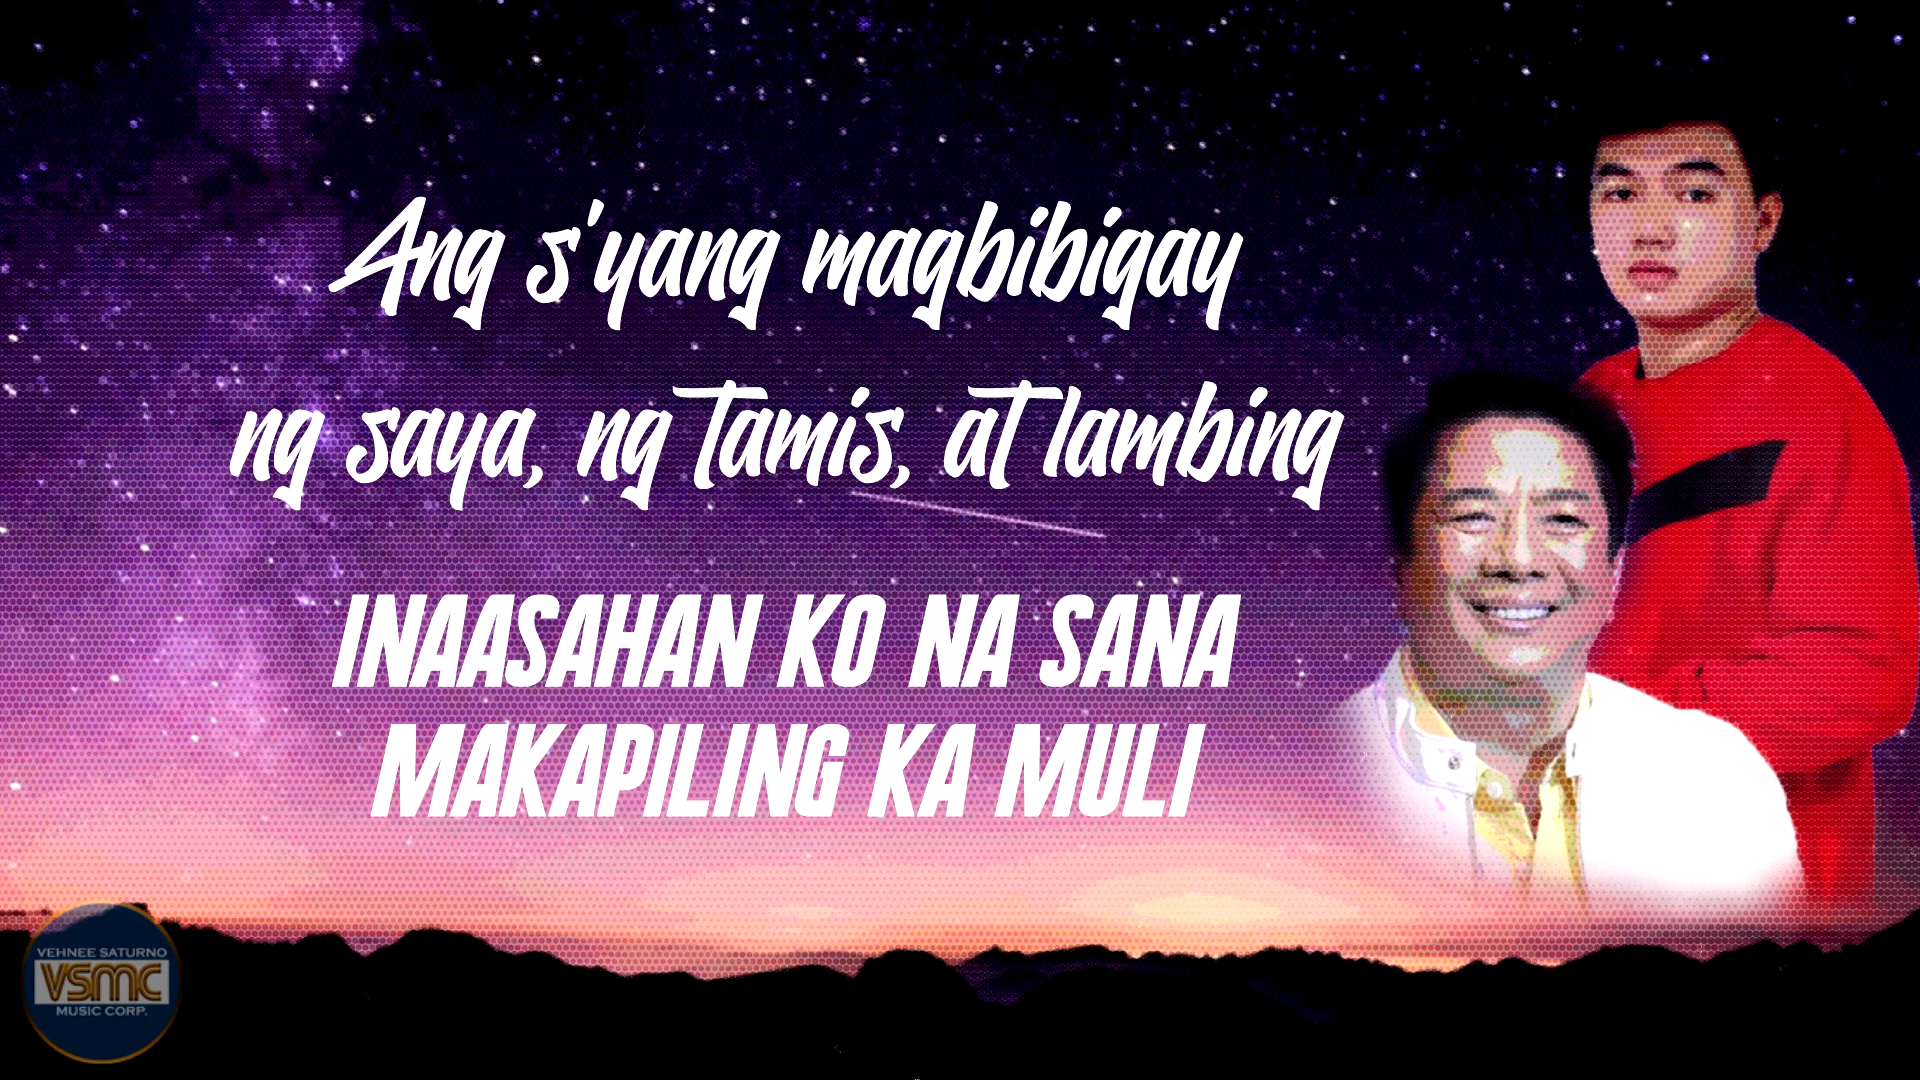 Ang s'yang magbibigay
ng saya, ng tamis, at lambing
INAASAHAN KO NA SANA
MAKAPILING KA MULI
VEHNEE SATURNO
VSMC
MUSIC CORP.